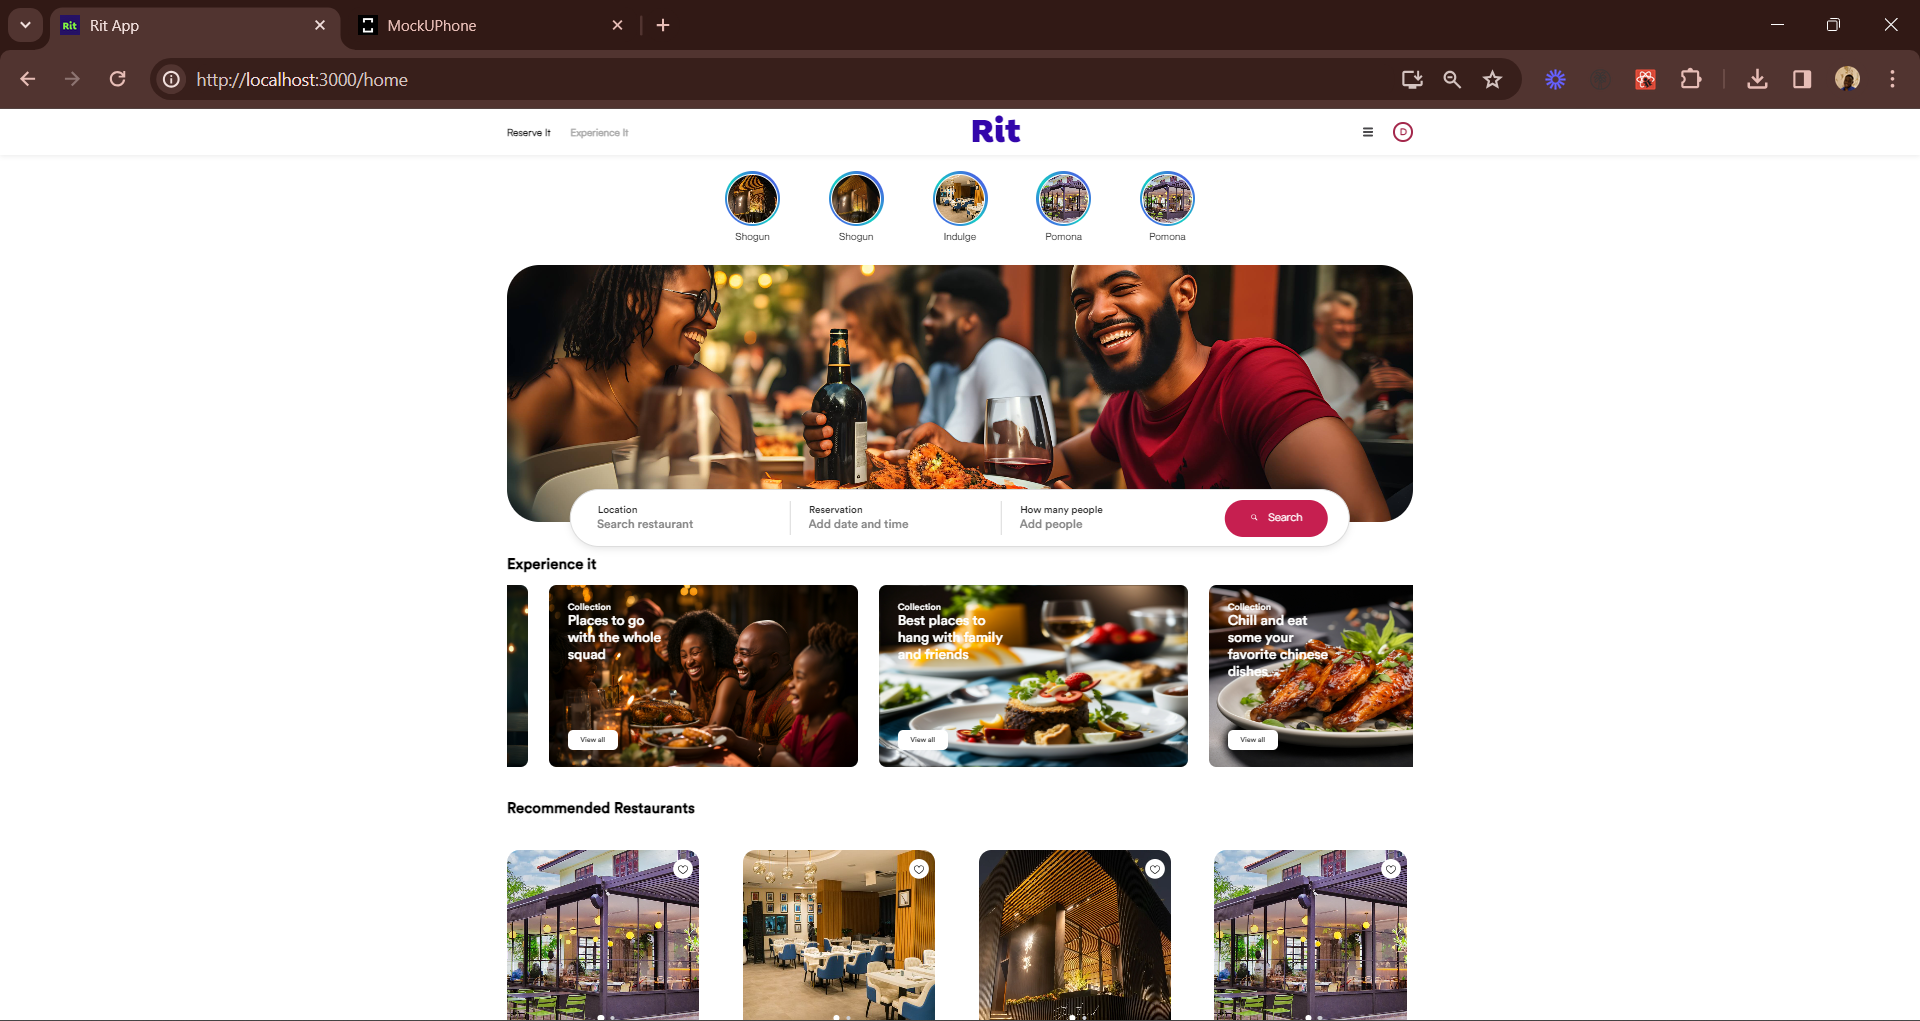 Rit
Rit App
MockUPhone
http://localhost:3000/home
Reserve It
Experience It
Rit
D
Shogun
Shogun
Indulge
Pomona
Pomona
Location
Search restaurant
Reservation
Add date and time
How many people
Add people
Search
Experience it
Collection
Places to go
with the whole
squad
View all
Collection
Best places to
hang with family
and friends
View all
Collection
Chill and eat
some your
favorite chinese
dishes
View all
Recommended Restaurants